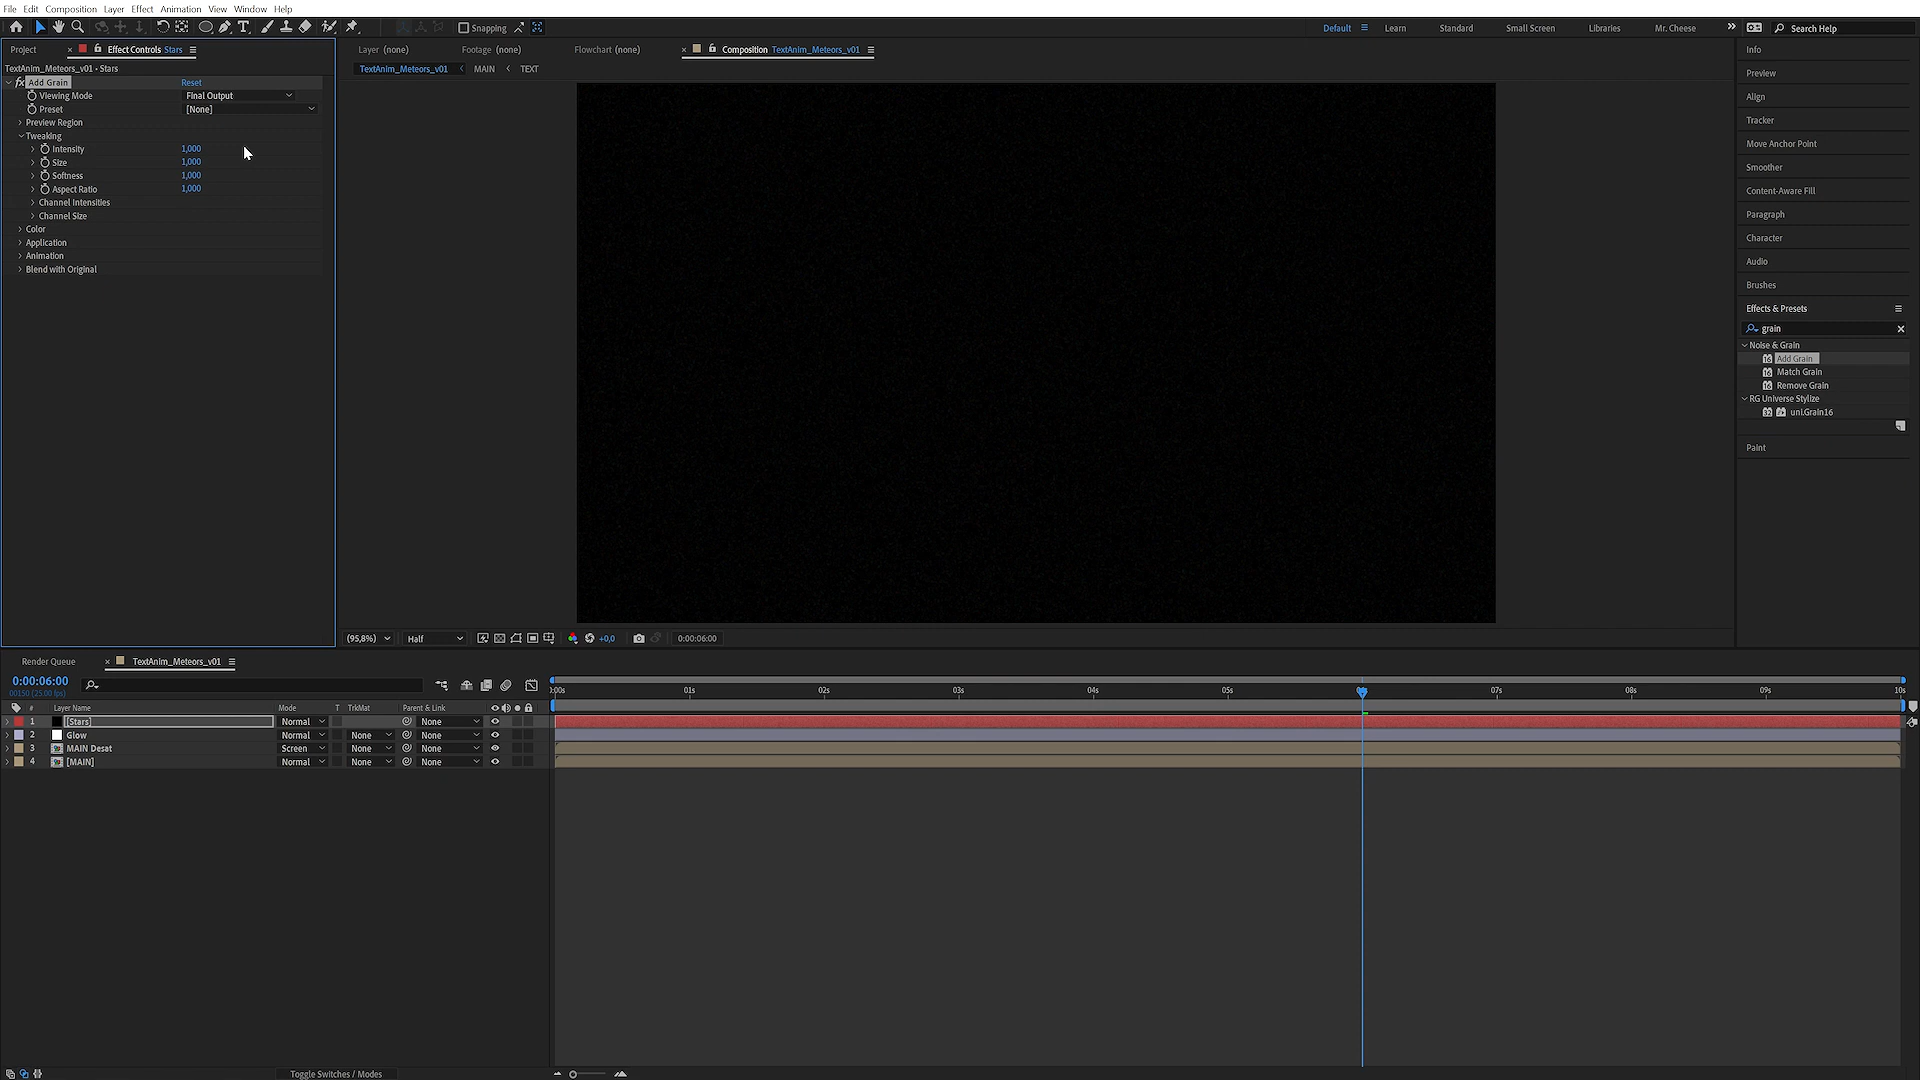 File Edit Composition Layer Effect Animation View Window Help
Snapping Default Learn Standard Small Screen Libraries Mr. Cheese Search Help
Project × Effect Controls Stars
Layer (none) Footage (none) Flowchart (none) × Composition TextAnim_Meteors_v01
TextAnim_Meteors_v01 • Stars
TextAnim_Meteors_v01 MAIN TEXT
fx Add Grain Reset
Viewing Mode Final Output
Preset [None]
Preview Region
Tweaking
Intensity 1,000
Size 1,000
Softness 1,000
Aspect Ratio 1,000
Channel Intensities
Channel Size
Color
Application
Animation
Blend with Original
Info
Preview
Align
Tracker
Move Anchor Point
Smoother
Content-Aware Fill
Paragraph
Character
Audio
Brushes
Effects & Presets
grain
Noise & Grain
Add Grain
Match Grain
Remove Grain
RG Universe Stylize
uni.Grain16
Paint
(95,8%) Half +0,0 0:00:06:00
Render Queue × TextAnim_Meteors_v01
0:00:06:00
00150 (25.00 fps)
:00s 01s 02s 03s 04s 05s 07s 08s 09s 10s
# Layer Name Mode T TrkMat Parent & Link
1 [Stars] Normal None
2 Glow Normal None None
3 MAIN Desat Screen None None
4 [MAIN] Normal None None
Toggle Switches / Modes